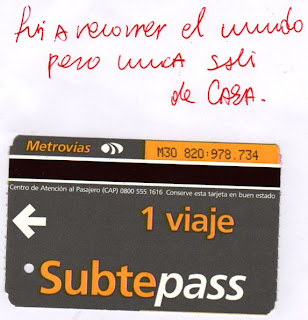 fui A recorrer el mundo
pero nunca salí
de CASA.
Metrovías M30 820:978.734
Centro de Atención al Pasajero (CAP) 0800 555 1616 Conserve esta tarjeta en buen estado
1 viaje
Subtepass